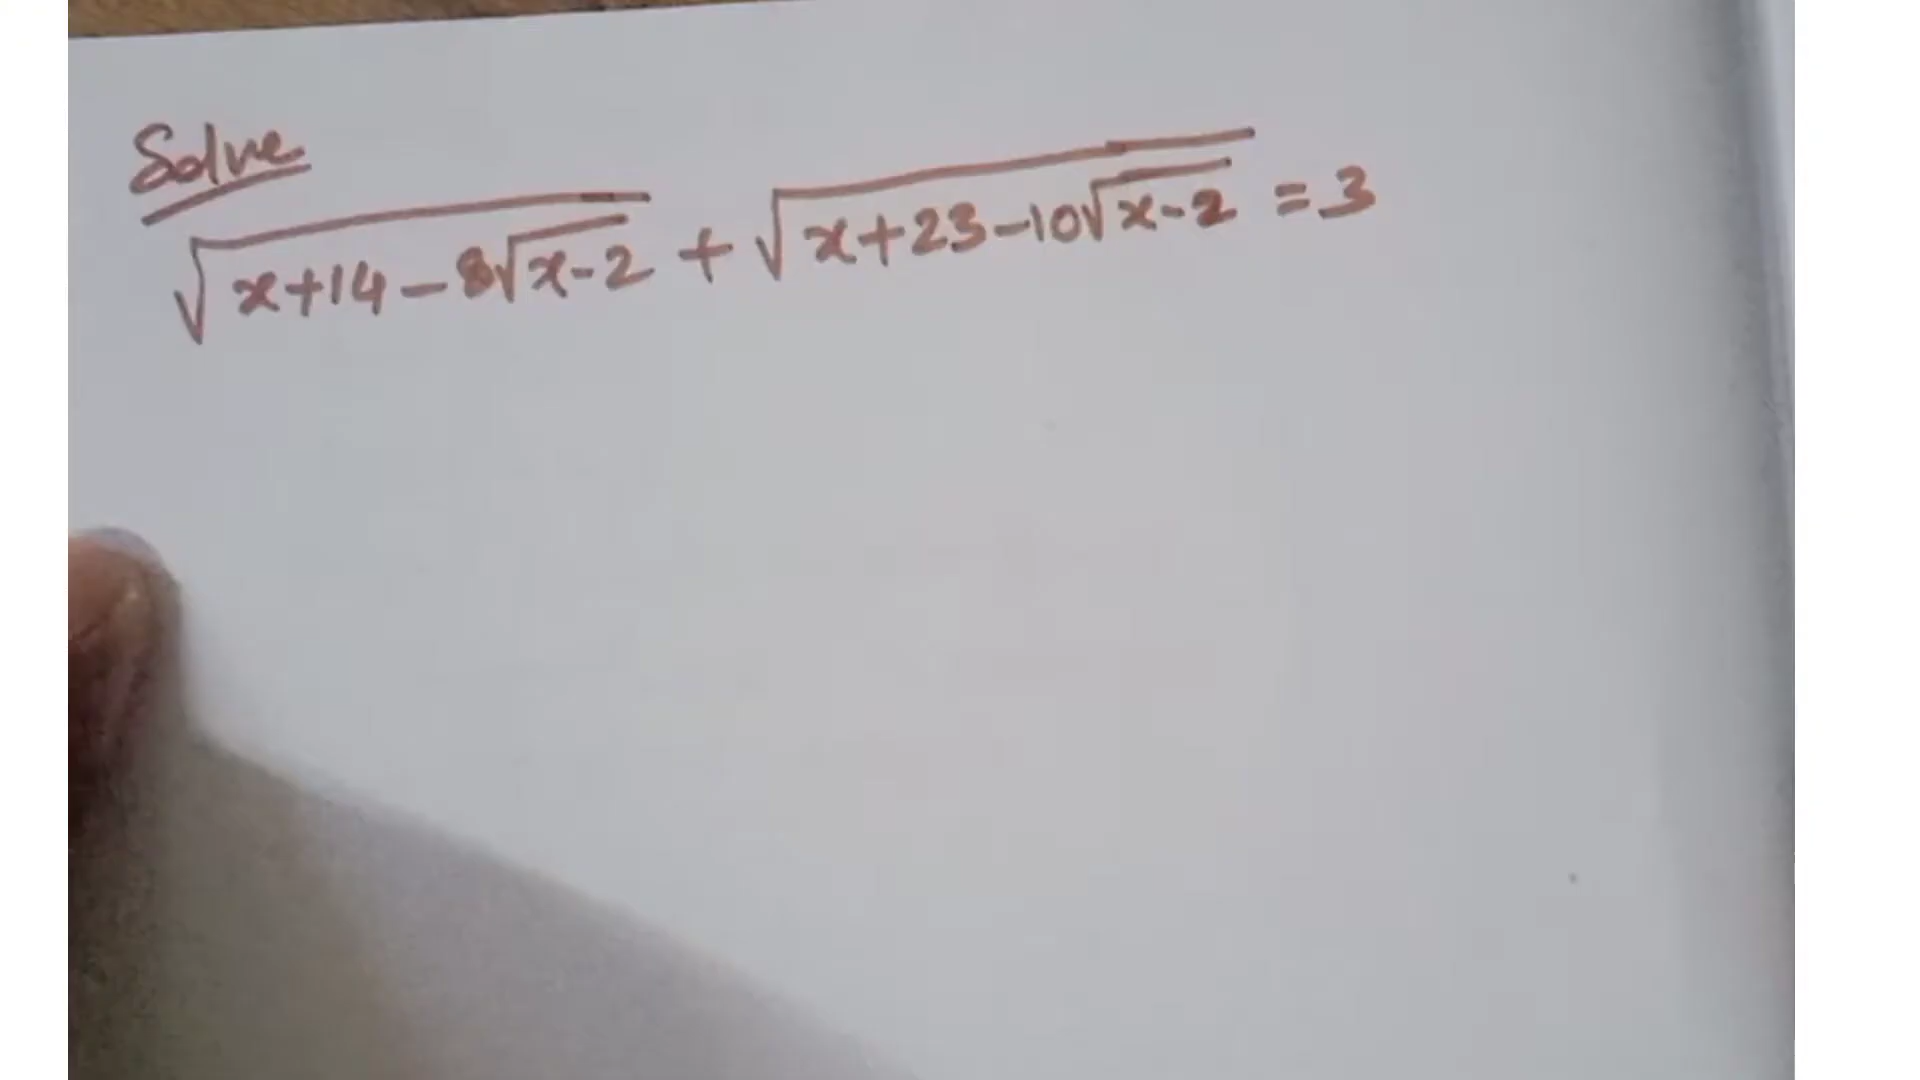 Solve
√(x+14-8√(x-2)) + √(x+23-10√(x-2)) = 3